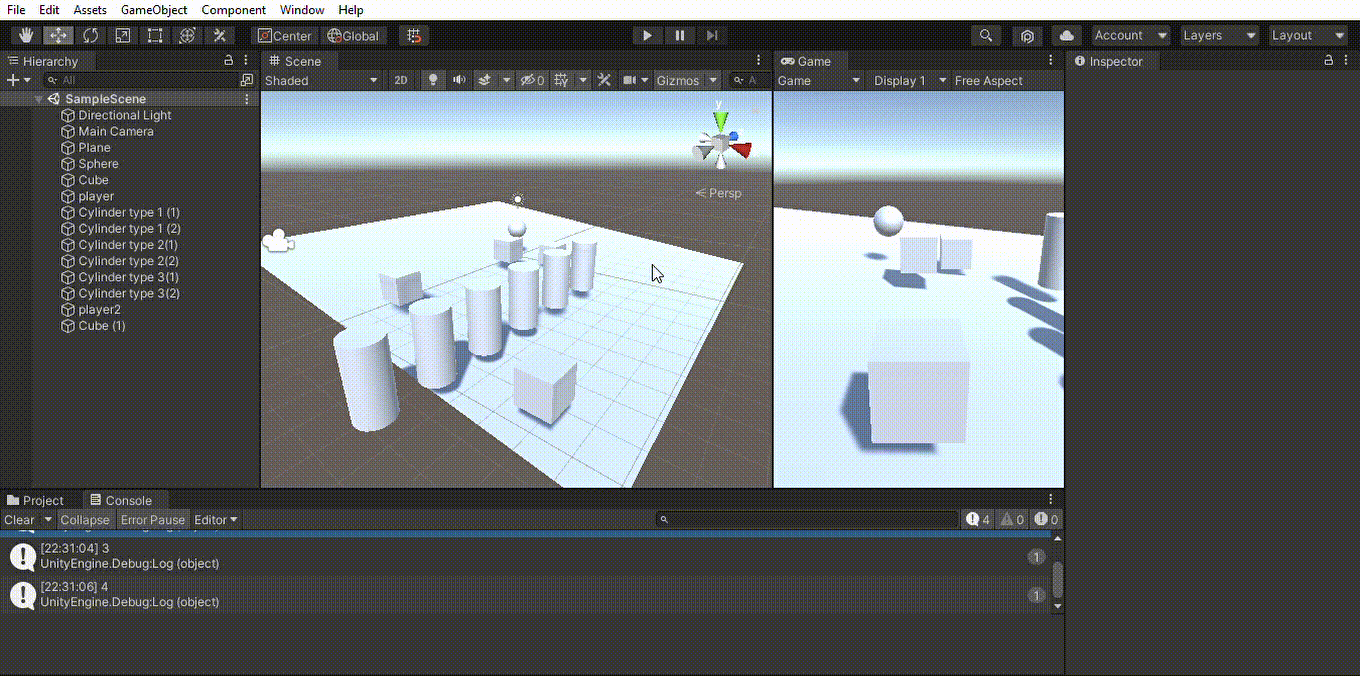 File Edit Assets GameObject Component Window Help
Center Global Account Layers Layout
Hierarchy
All
SampleScene
Directional Light
Main Camera
Plane
Sphere
Cube
player
Cylinder type 1 (1)
Cylinder type 1 (2)
Cylinder type 2(1)
Cylinder type 2(2)
Cylinder type 3(1)
Cylinder type 3(2)
player2
Cube (1)
Scene
Shaded 2D 0 Gizmos A
y
Persp
Game
Game Display 1 Free Aspect
Inspector
Project Console
Clear Collapse Error Pause Editor 4 0 0
[22:31:04] 3
UnityEngine.Debug:Log (object)
1
[22:31:06] 4
UnityEngine.Debug:Log (object)
1